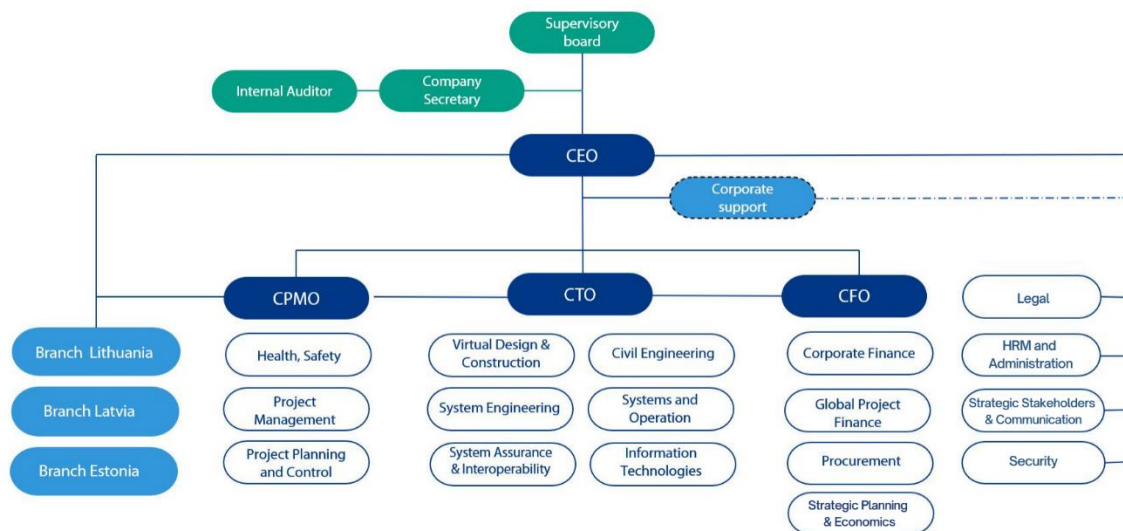 Supervisory
board
Internal Auditor
Company
Secretary
CEO
Corporate
support
CPMO
CTO
CFO
Legal
Branch Lithuania
Health, Safety
Virtual Design &
Construction
Civil Engineering
Corporate Finance
HRM and
Administration
Branch Latvia
Project
Management
System Engineering
Systems and
Operation
Global Project
Finance
Strategic Stakeholders
& Communication
Branch Estonia
Project Planning
and Control
System Assurance
& Interoperability
Information
Technologies
Procurement
Security
Strategic Planning
& Economics